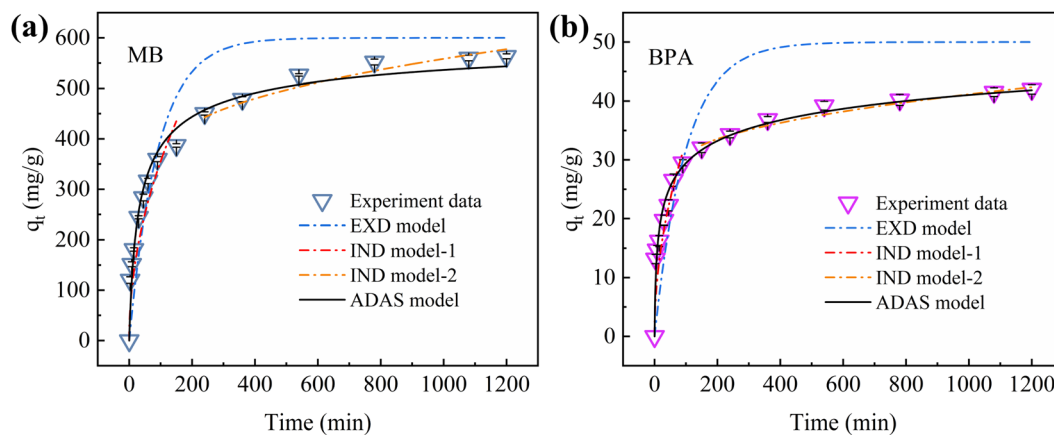 (a)
MB
600
500
400
300
200
100
0
q_t (mg/g)
Experiment data
EXD model
IND model-1
IND model-2
ADAS model
0 200 400 600 800 1000 1200
Time (min)
(b)
BPA
50
40
30
20
10
0
q_t (mg/g)
Experiment data
EXD model
IND model-1
IND model-2
ADAS model
0 200 400 600 800 1000 1200
Time (min)